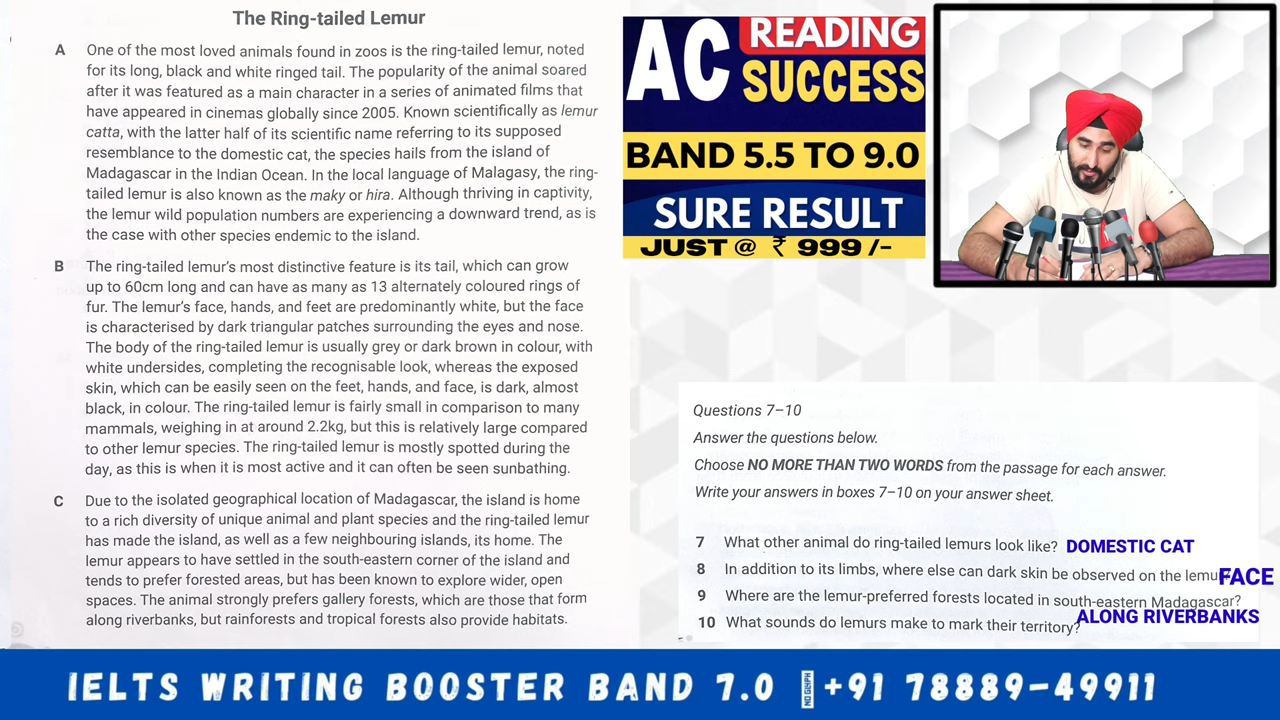 The Ring-tailed Lemur
A One of the most loved animals found in zoos is the ring-tailed lemur, noted
for its long, black and white ringed tail. The popularity of the animal soared
after it was featured as a main character in a series of animated films that
have appeared in cinemas globally since 2005. Known scientifically as lemur
catta, with the latter half of its scientific name referring to its supposed
resemblance to the domestic cat, the species hails from the island of
Madagascar in the Indian Ocean. In the local language of Malagasy, the ring-
tailed lemur is also known as the maky or hira. Although thriving in captivity,
the lemur wild population numbers are experiencing a downward trend, as is
the case with other species endemic to the island.
B The ring-tailed lemur's most distinctive feature is its tail, which can grow
up to 60cm long and can have as many as 13 alternately coloured rings of
fur. The lemur's face, hands, and feet are predominantly white, but the face
is characterised by dark triangular patches surrounding the eyes and nose.
The body of the ring-tailed lemur is usually grey or dark brown in colour, with
white undersides, completing the recognisable look, whereas the exposed
skin, which can be easily seen on the feet, hands, and face, is dark, almost
black, in colour. The ring-tailed lemur is fairly small in comparison to many
mammals, weighing in at around 2.2kg, but this is relatively large compared
to other lemur species. The ring-tailed lemur is mostly spotted during the
day, as this is when it is most active and it can often be seen sunbathing.
C Due to the isolated geographical location of Madagascar, the island is home
to a rich diversity of unique animal and plant species and the ring-tailed lemur
has made the island, as well as a few neighbouring islands, its home. The
lemur appears to have settled in the south-eastern corner of the island and
tends to prefer forested areas, but has been known to explore wider, open
spaces. The animal strongly prefers gallery forests, which are those that form
along riverbanks, but rainforests and tropical forests also provide habitats.
AC READING
SUCCESS
BAND 5.5 TO 9.0
SURE RESULT
JUST @ ₹ 999 /-
Questions 7–10
Answer the questions below.
Choose NO MORE THAN TWO WORDS from the passage for each answer.
Write your answers in boxes 7–10 on your answer sheet.
7 What other animal do ring-tailed lemurs look like? DOMESTIC CAT
8 In addition to its limbs, where else can dark skin be observed on the lemur? FACE
9 Where are the lemur-preferred forests located in south-eastern Madagascar?
ALONG RIVERBANKS
10 What sounds do lemurs make to mark their territory?
IELTS WRITING BOOSTER BAND 7.0 +91 78889-49911